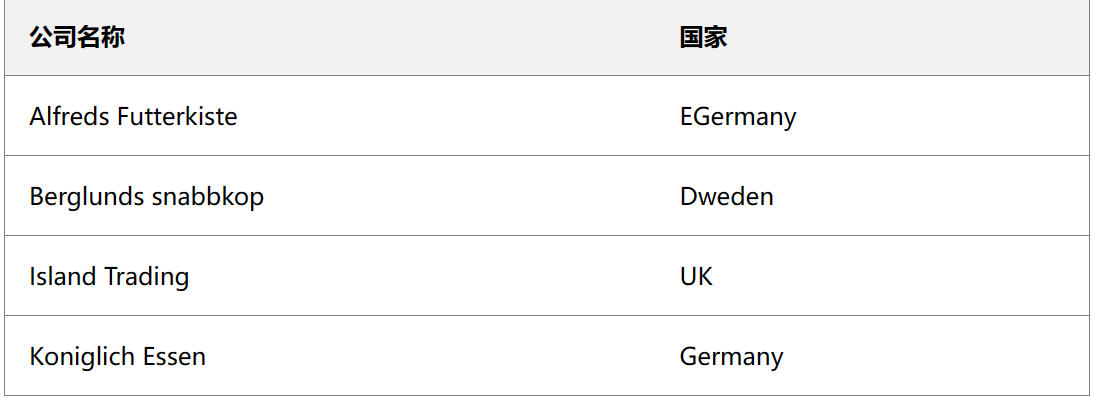 公司名称 国家
Alfreds Futterkiste EGermany
Berglunds snabbkop Dweden
Island Trading UK
Koniglich Essen Germany